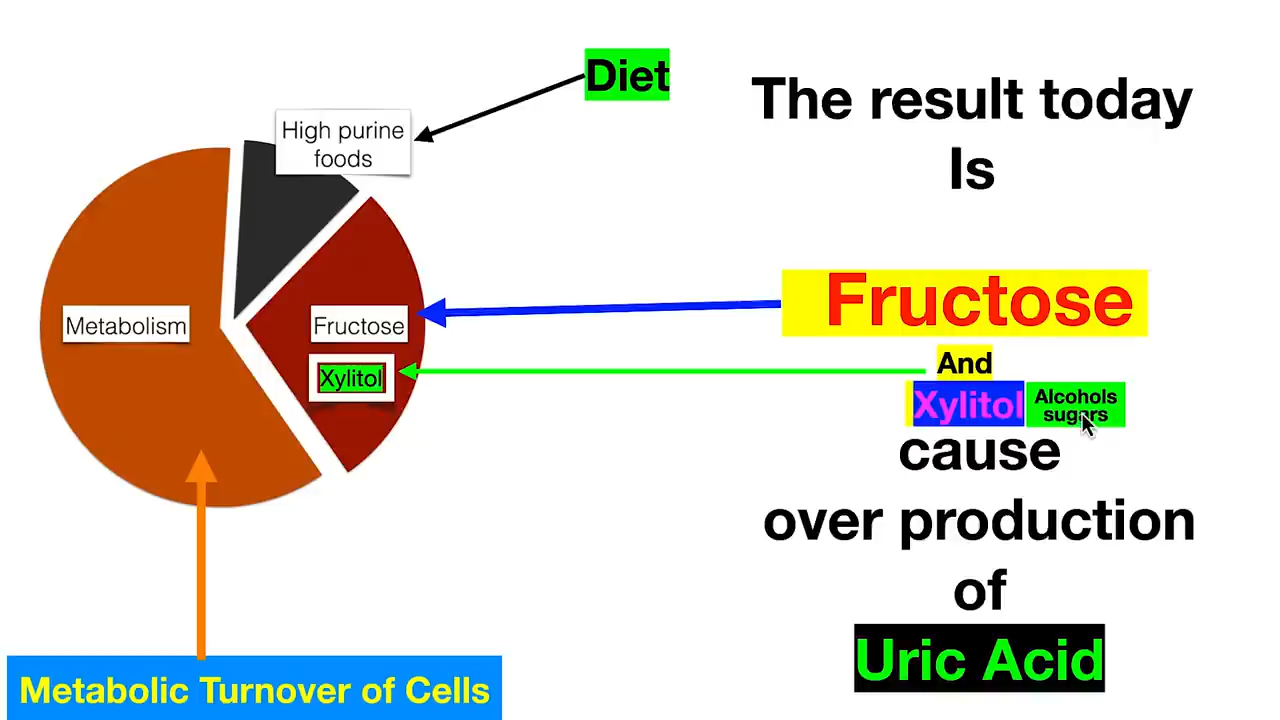 Diet
High purine
foods
Metabolism
Fructose
Xylitol
Metabolic Turnover of Cells
The result today
Is
Fructose
And
Xylitol Alcohols
sugars
cause
over production
of
Uric Acid